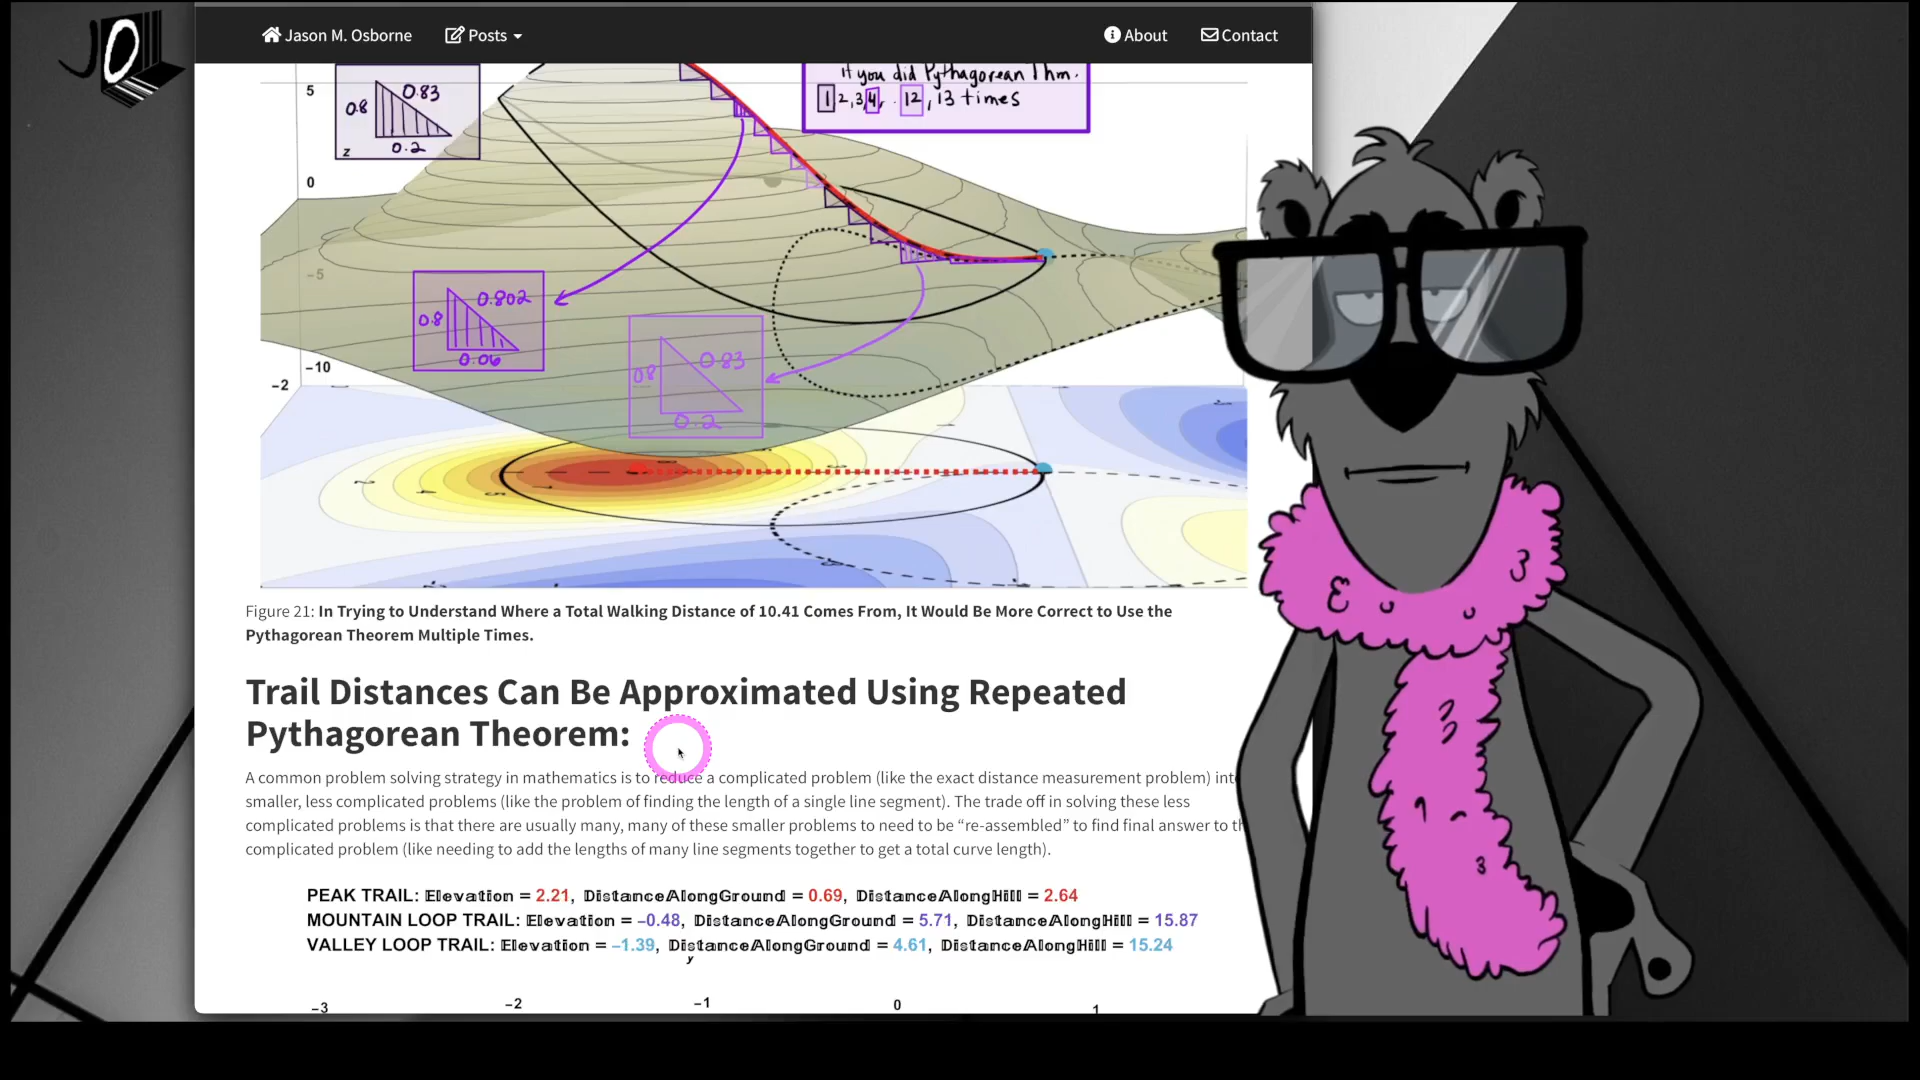 JO
Jason M. Osborne
Posts
About
Contact
if you did Pythagorean Thm.
1 2, 3, 4, . 12, 13 times
5
0.8
0.83
0.2
z
0
-5
-10
-2
0.802
0.8
0.06
0.83
0.8
0.2
Figure 21: In Trying to Understand Where a Total Walking Distance of 10.41 Comes From, It Would Be More Correct to Use the
Pythagorean Theorem Multiple Times.
Trail Distances Can Be Approximated Using Repeated
Pythagorean Theorem:
A common problem solving strategy in mathematics is to reduce a complicated problem (like the exact distance measurement problem)
smaller, less complicated problems (like the problem of finding the length of a single line segment). The trade off in solving these less
complicated problems is that there are usually many, many of these smaller problems to need to be “re-assembled” to find final answer to
complicated problem (like needing to add the lengths of many line segments together to get a total curve length).
PEAK TRAIL: Elevation = 2.21, DistanceAlongGround = 0.69, DistanceAlongHill = 2.64
MOUNTAIN LOOP TRAIL: Elevation = -0.48, DistanceAlongGround = 5.71, DistanceAlongHill = 15.87
VALLEY LOOP TRAIL: Elevation = -1.39, DistanceAlongGround = 4.61, DistanceAlongHill = 15.24
y
-3 -2 -1 0 1